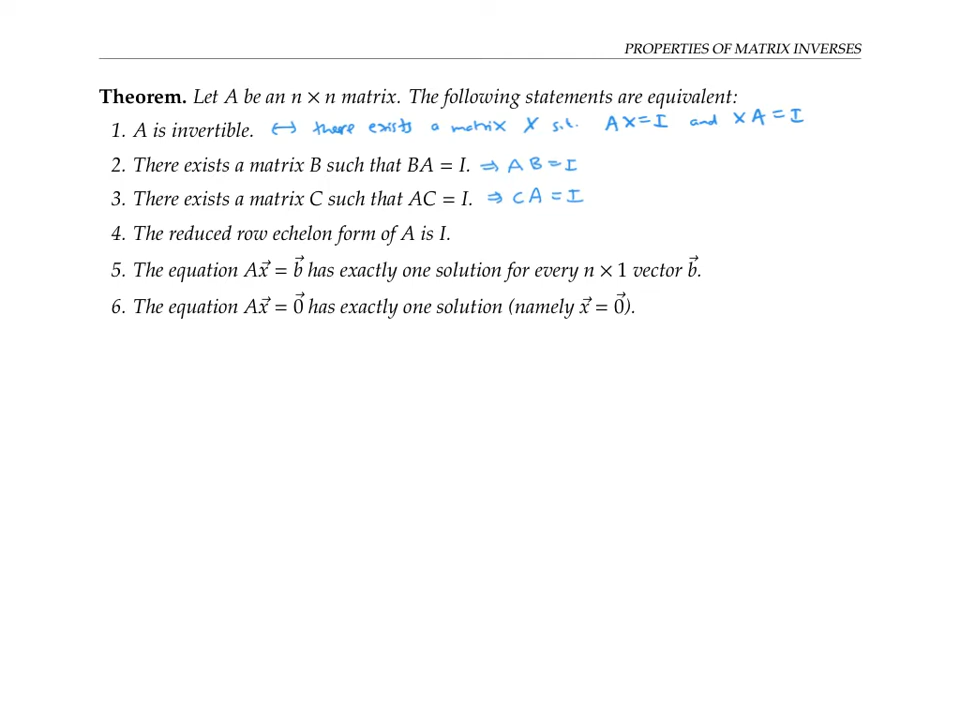 PROPERTIES OF MATRIX INVERSES
Theorem. Let A be an n × n matrix. The following statements are equivalent:
1. A is invertible. ↔ there exists a matrix X s.t. AX=I and XA=I
2. There exists a matrix B such that BA = I. ⇒ AB=I
3. There exists a matrix C such that AC = I. ⇒ CA=I
4. The reduced row echelon form of A is I.
5. The equation Ax⃗ = b⃗ has exactly one solution for every n × 1 vector b⃗.
6. The equation Ax⃗ = 0⃗ has exactly one solution (namely x⃗ = 0⃗).